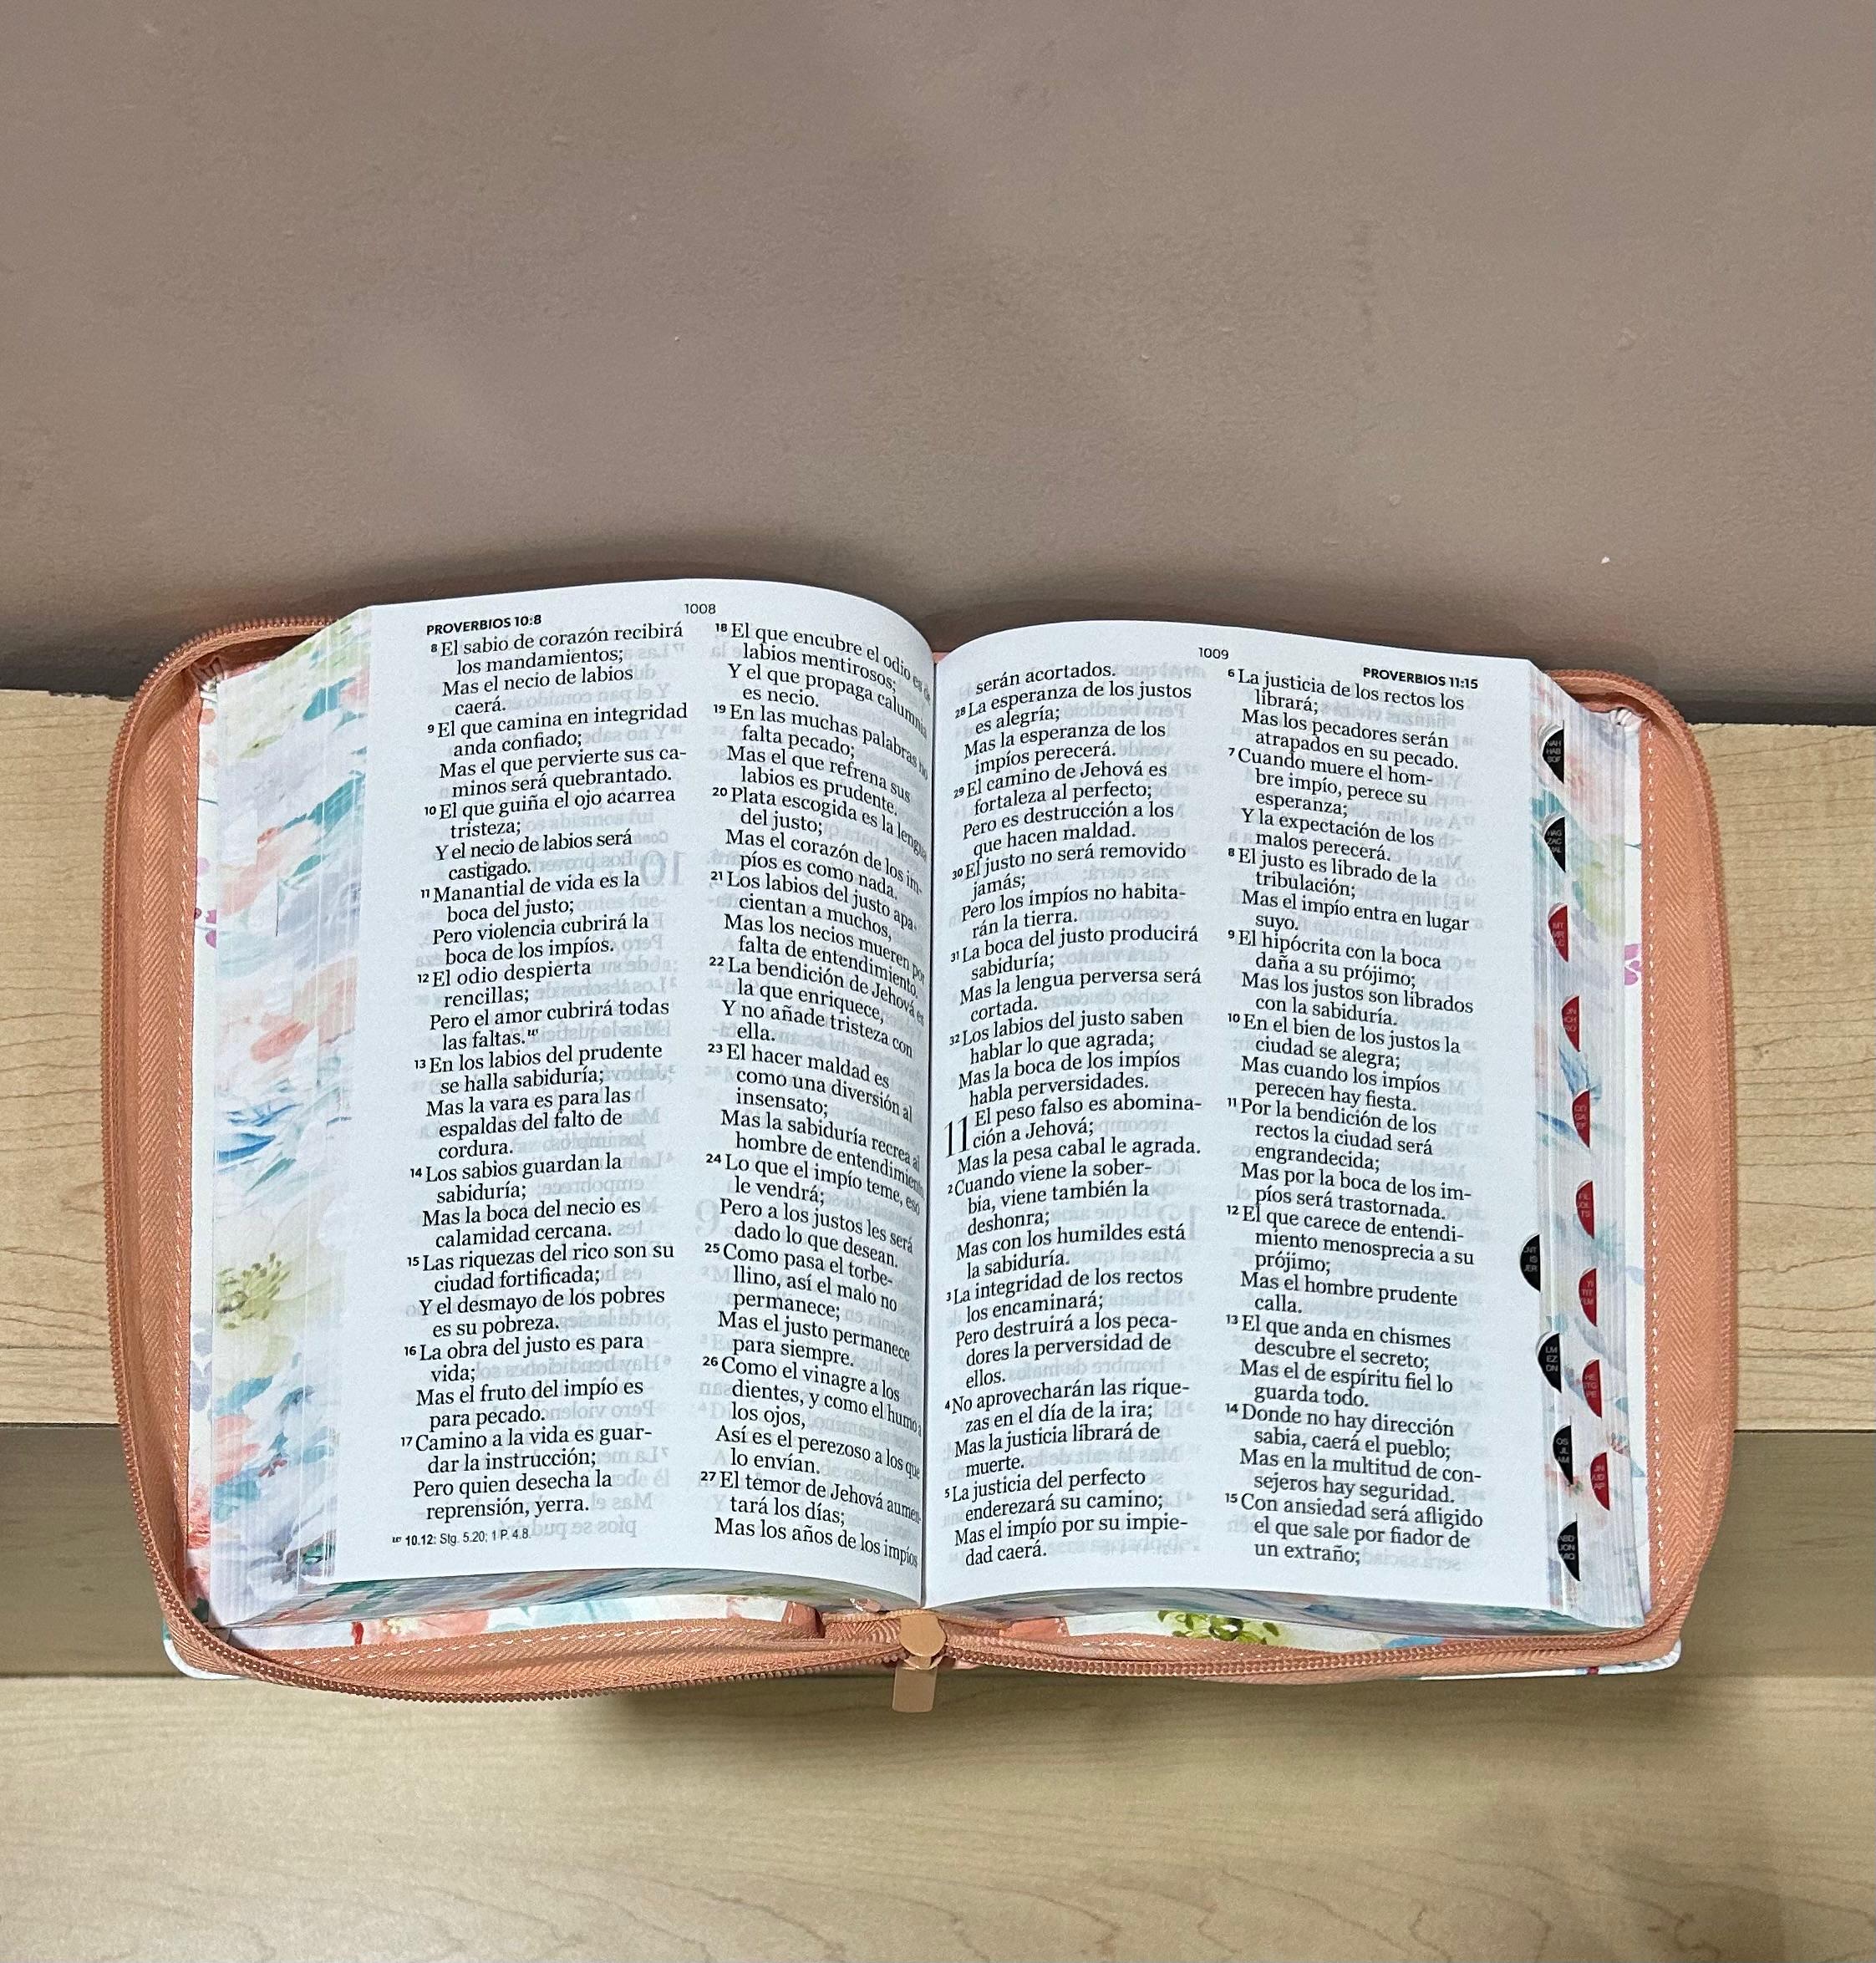 PROVERBIOS 10:8
1008
8 El sabio de corazón recibirá
los mandamientos;
Mas el necio de labios
caerá.
9 El que camina en integridad
anda confiado;
Mas el que pervierte sus ca-
minos será quebrantado.
10 El que guiña el ojo acarrea
tristeza;
Y el necio de labios será
castigado.
11 Manantial de vida es la
boca del justo;
Pero violencia cubrirá la
boca de los impíos.
12 El odio despierta
rencillas;
Pero el amor cubrirá todas
las faltas.
13 En los labios del prudente
se halla sabiduría;
Mas la vara es para las
espaldas del falto de
cordura.
14 Los sabios guardan la
sabiduría;
Mas la boca del necio es
calamidad cercana.
15 Las riquezas del rico son su
ciudad fortificada;
Y el desmayo de los pobres
es su pobreza.
16 La obra del justo es para
vida;
Mas el fruto del impío es
para pecado.
17 Camino a la vida es guar-
dar la instrucción;
Pero quien desecha la
reprensión, yerra.
10.12: Stg. 5.20; 1 P. 4.8.
18 El que encubre el odio es de
labios mentirosos;
Y el que propaga calumnia
es necio.
19 En las muchas palabras no
falta pecado;
Mas el que refrena sus
labios es prudente.
20 Plata escogida es la lengua
del justo;
Mas el corazón de los im-
píos es como nada.
21 Los labios del justo apa-
cientan a muchos,
Mas los necios mueren por
falta de entendimiento.
22 La bendición de Jehová es
la que enriquece,
Y no añade tristeza con
ella.
23 El hacer maldad es
como una diversión al
insensato;
Mas la sabiduría recrea al
hombre de entendimiento.
24 Lo que el impío teme, eso
le vendrá;
Pero a los justos les será
dado lo que desean.
25 Como pasa el torbe-
llino, así el malo no
permanece;
Mas el justo permanece
para siempre.
26 Como el vinagre a los
dientes, y como el humo a
los ojos,
Así es el perezoso a los que
lo envían.
27 El temor de Jehová aumen-
tará los días;
Mas los años de los impíos
1009
PROVERBIOS 11:15
serán acortados.
28 La esperanza de los justos
es alegría;
Mas la esperanza de los
impíos perecerá.
29 El camino de Jehová es
fortaleza al perfecto;
Pero es destrucción a los
que hacen maldad.
30 El justo no será removido
jamás;
Pero los impíos no habita-
rán la tierra.
31 La boca del justo producirá
sabiduría;
Mas la lengua perversa será
cortada.
32 Los labios del justo saben
hablar lo que agrada;
Mas la boca de los impíos
habla perversidades.
11 El peso falso es abomina-
ción a Jehová;
Mas la pesa cabal le agrada.
2 Cuando viene la sober-
bia, viene también la
deshonra;
Mas con los humildes está
la sabiduría.
3 La integridad de los rectos
los encaminará;
Pero destruirá a los peca-
dores la perversidad de
ellos.
4 No aprovecharán las rique-
zas en el día de la ira;
Mas la justicia librará de
muerte.
5 La justicia del perfecto
enderezará su camino;
Mas el impío por su impie-
dad caerá.
6 La justicia de los rectos los
librará;
Mas los pecadores serán
atrapados en su pecado.
7 Cuando muere el hom-
bre impío, perece su
esperanza;
Y la expectación de los
malos perecerá.
8 El justo es librado de la
tribulación;
Mas el impío entra en lugar
suyo.
9 El hipócrita con la boca
daña a su prójimo;
Mas los justos son librados
con la sabiduría.
10 En el bien de los justos la
ciudad se alegra;
Mas cuando los impíos
perecen hay fiesta.
11 Por la bendición de los
rectos la ciudad será
engrandecida;
Mas por la boca de los im-
píos será trastornada.
12 El que carece de entendi-
miento menosprecia a su
prójimo;
Mas el hombre prudente
calla.
13 El que anda en chismes
descubre el secreto;
Mas el de espíritu fiel lo
guarda todo.
14 Donde no hay dirección
sabia, caerá el pueblo;
Mas en la multitud de con-
sejeros hay seguridad.
15 Con ansiedad será afligido
el que sale por fiador de
un extraño;